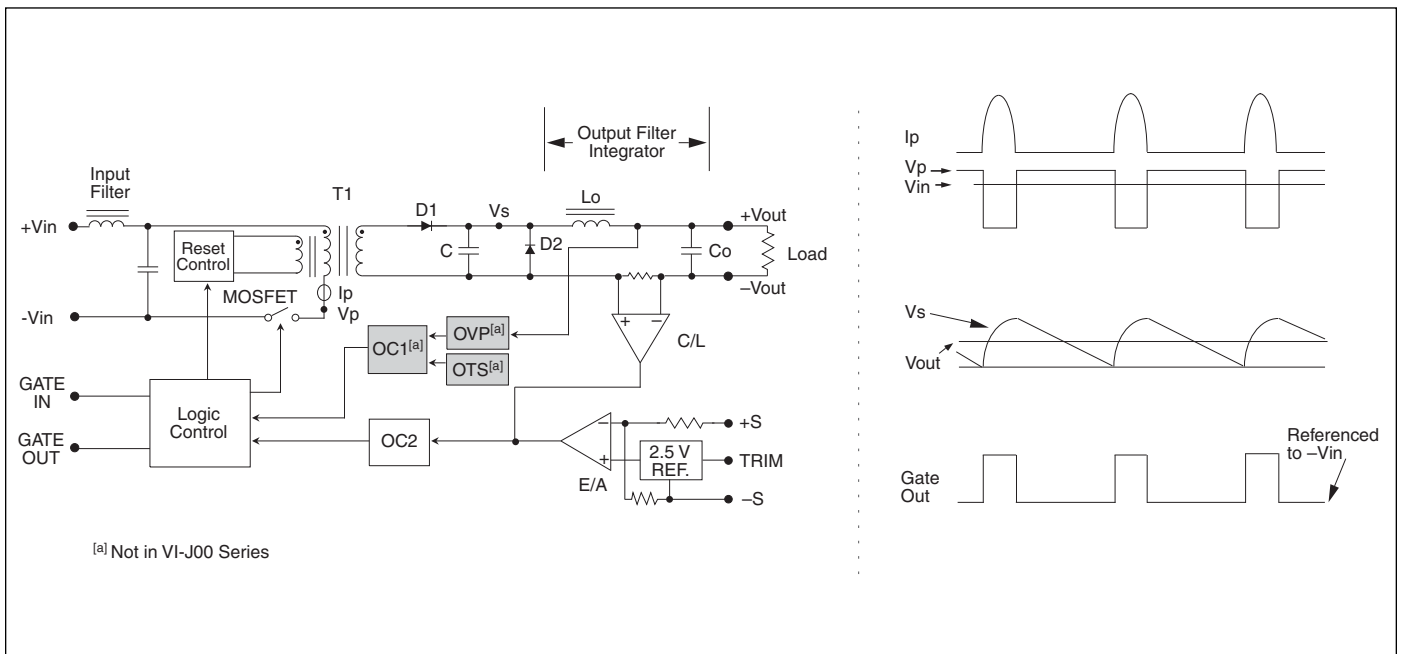 Output Filter
Integrator
Input
Filter
T1
D1
Vs
Lo
+Vout
+Vin
Reset
Control
C
D2
Co
Load
MOSFET
Ip
Vp
–Vout
-Vin
OC1[a]
OVP[a]
OTS[a]
+
–
C/L
GATE
IN
Logic
Control
GATE
OUT
OC2
–
+
E/A
+S
2.5 V
REF.
TRIM
–S
[a] Not in VI-J00 Series
Ip
Vp
Vin
Vs
Vout
Referenced
to –Vin
Gate
Out